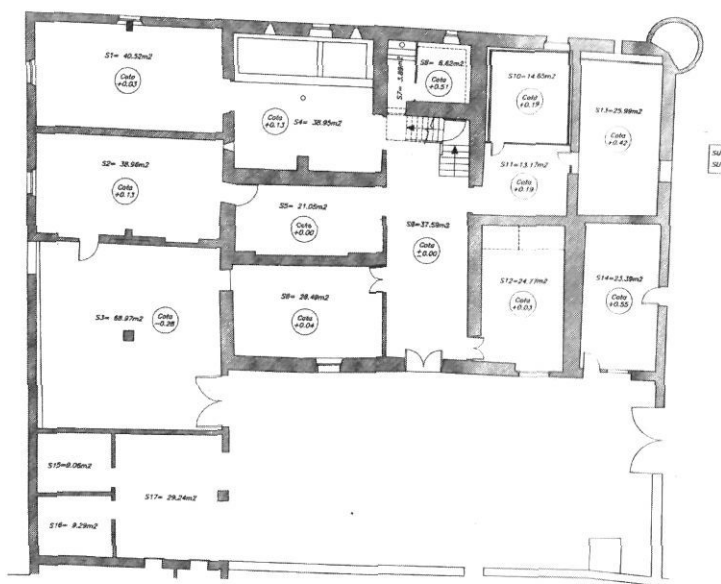 S1= 40.52m2
Cota
+0.03
S2= 38.96m2
Cota
+0.13
S3= 68.97m2
Cota
-0.28
S4= 38.95m2
Cota
+0.13
S5= 21.05m2
Cota
+0.00
S6= 28.49m2
Cota
+0.04
S7= 3.89m2
S8= 6.62m2
Cota
+0.51
S9=37.59m2
Cota
±0.00
S10=14.65m2
Cota
+0.19
S11=13.17m2
Cota
+0.19
S12=24.17m2
Cota
+0.03
S13=25.99m2
Cota
+0.42
S14=23.39m2
Cota
+0.55
S15=9.06m2
S16= 9.29m2
S17= 29.24m2
SU
SU